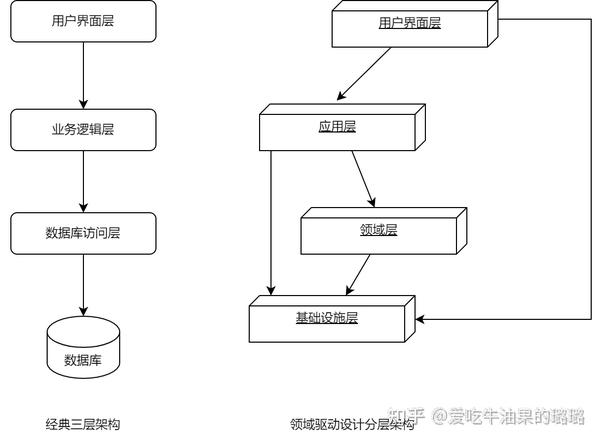 用户界面层
业务逻辑层
数据库访问层
数据库
经典三层架构
用户界面层
应用层
领域层
基础设施层
领域驱动设计分层架构
知乎 @爱吃牛油果的璐璐